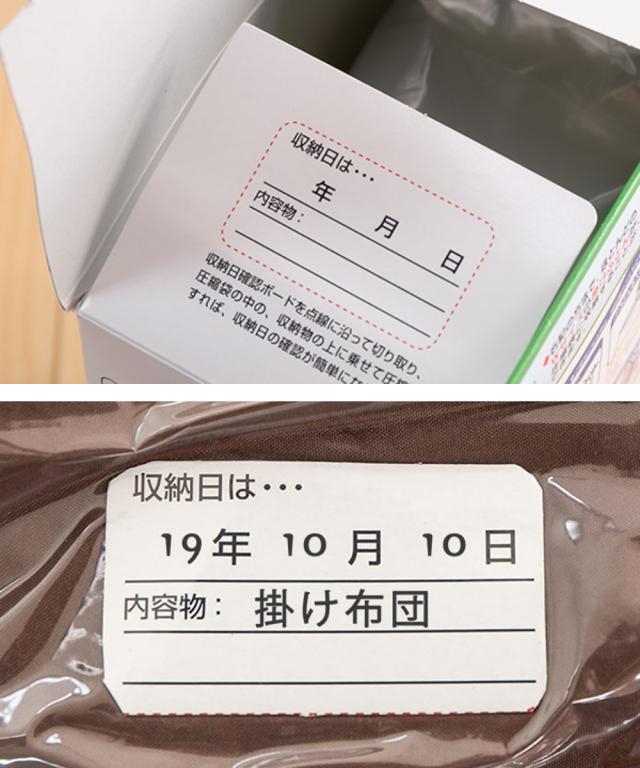 収納日は・・・
年 月 日
内容物：
収納日確認ボードを点線に沿って切り取り、
圧縮袋の中の、収納物の上に乗せて圧縮
すれば、収納日の確認が簡単にな
収納日は・・・
19年 10月 10日
内容物： 掛け布団